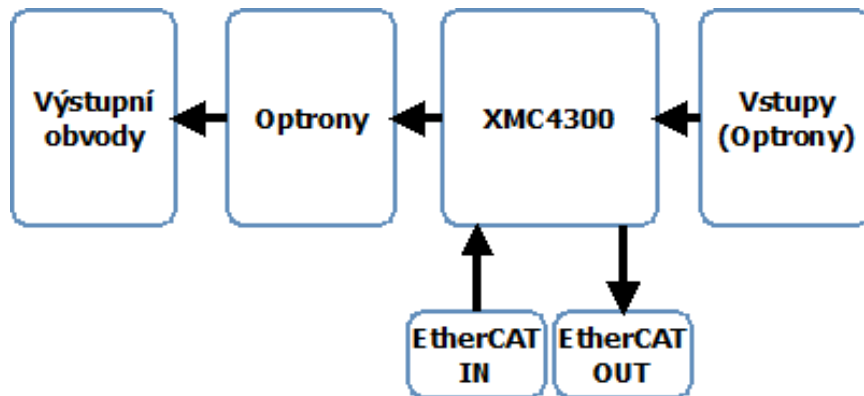 Výstupní
obvody
Optrony
XMC4300
Vstupy
(Optrony)
EtherCAT
IN
EtherCAT
OUT